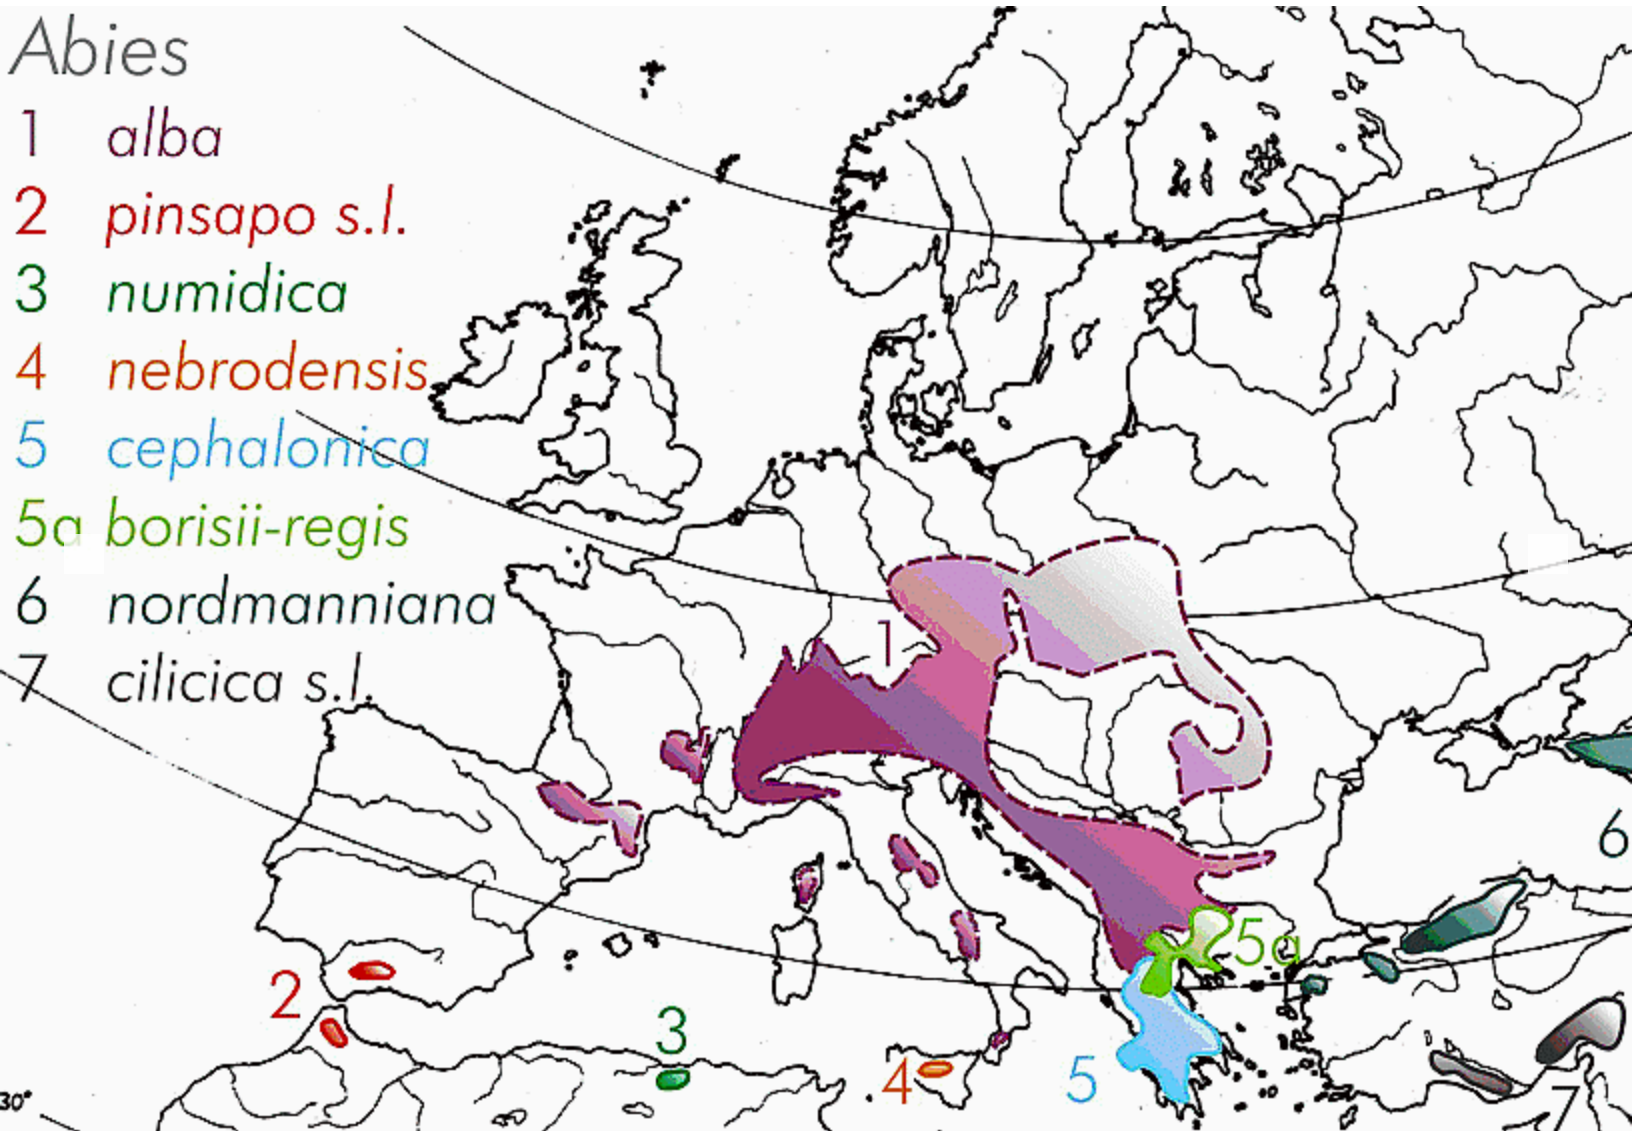 Abies
1 alba
2 pinsapo s.l.
3 numidica
4 nebrodensis
5 cephalonica
5a borisii-regis
6 nordmanniana
7 cilicica s.l.
1
6
5a
2
3
4
5
7
30°